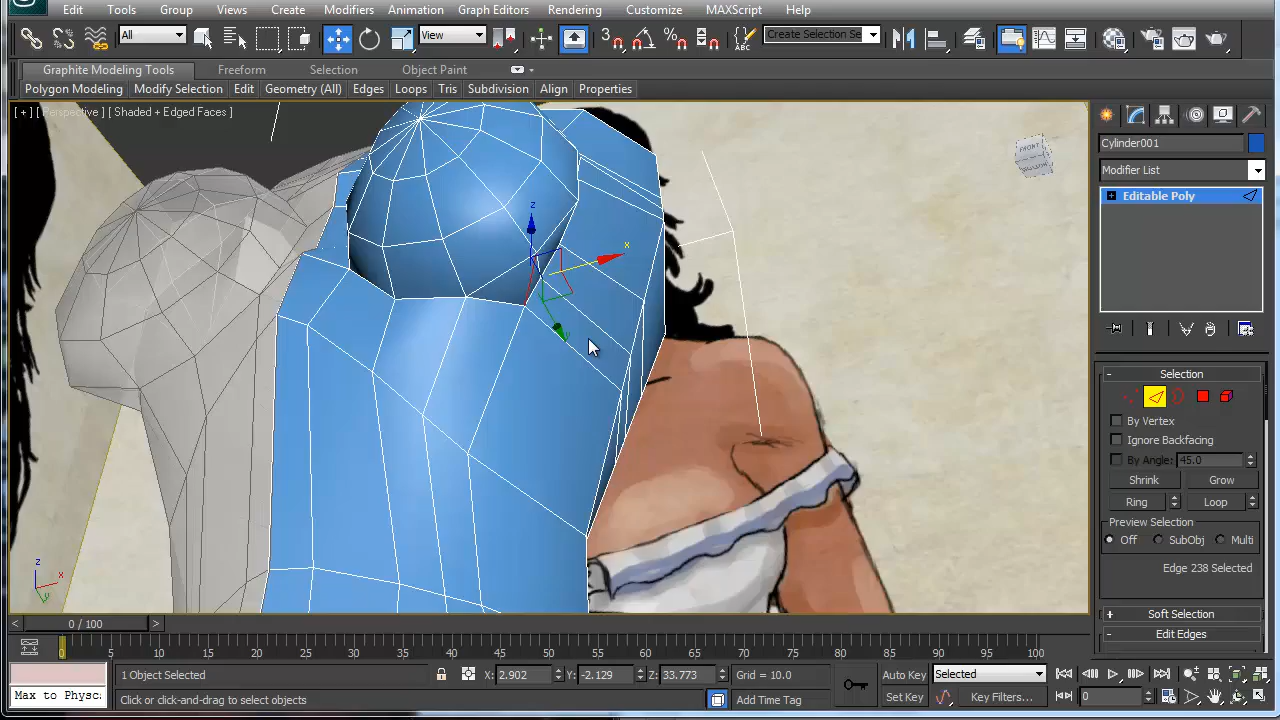 Edit Tools Group Views Create Modifiers Animation Graph Editors Rendering Customize MAXScript Help
All View 3 Create Selection Se
Graphite Modeling Tools Freeform Selection Object Paint
Polygon Modeling Modify Selection Edit Geometry (All) Edges Loops Tris Subdivision Align Properties
[ + ] [ Perspective ] [ Shaded + Edged Faces ]
FRONT
Cylinder001
Modifier List
Editable Poly
z
x
y
Selection
By Vertex
Ignore Backfacing
By Angle: 45.0
Shrink Grow
Ring Loop
Preview Selection
Off SubObj Multi
Edge 238 Selected
z
x
y
Soft Selection
Edit Edges
< 0 / 100 >
0 5 10 15 20 25 30 35 40 45 50 55 60 65 70 75 80 85 90 95 100
1 Object Selected X: 2.902 Y: -2.129 Z: 33.773 Grid = 10.0 Auto Key Selected
Max to Physc Click or click-and-drag to select objects Add Time Tag Set Key Key Filters... 0